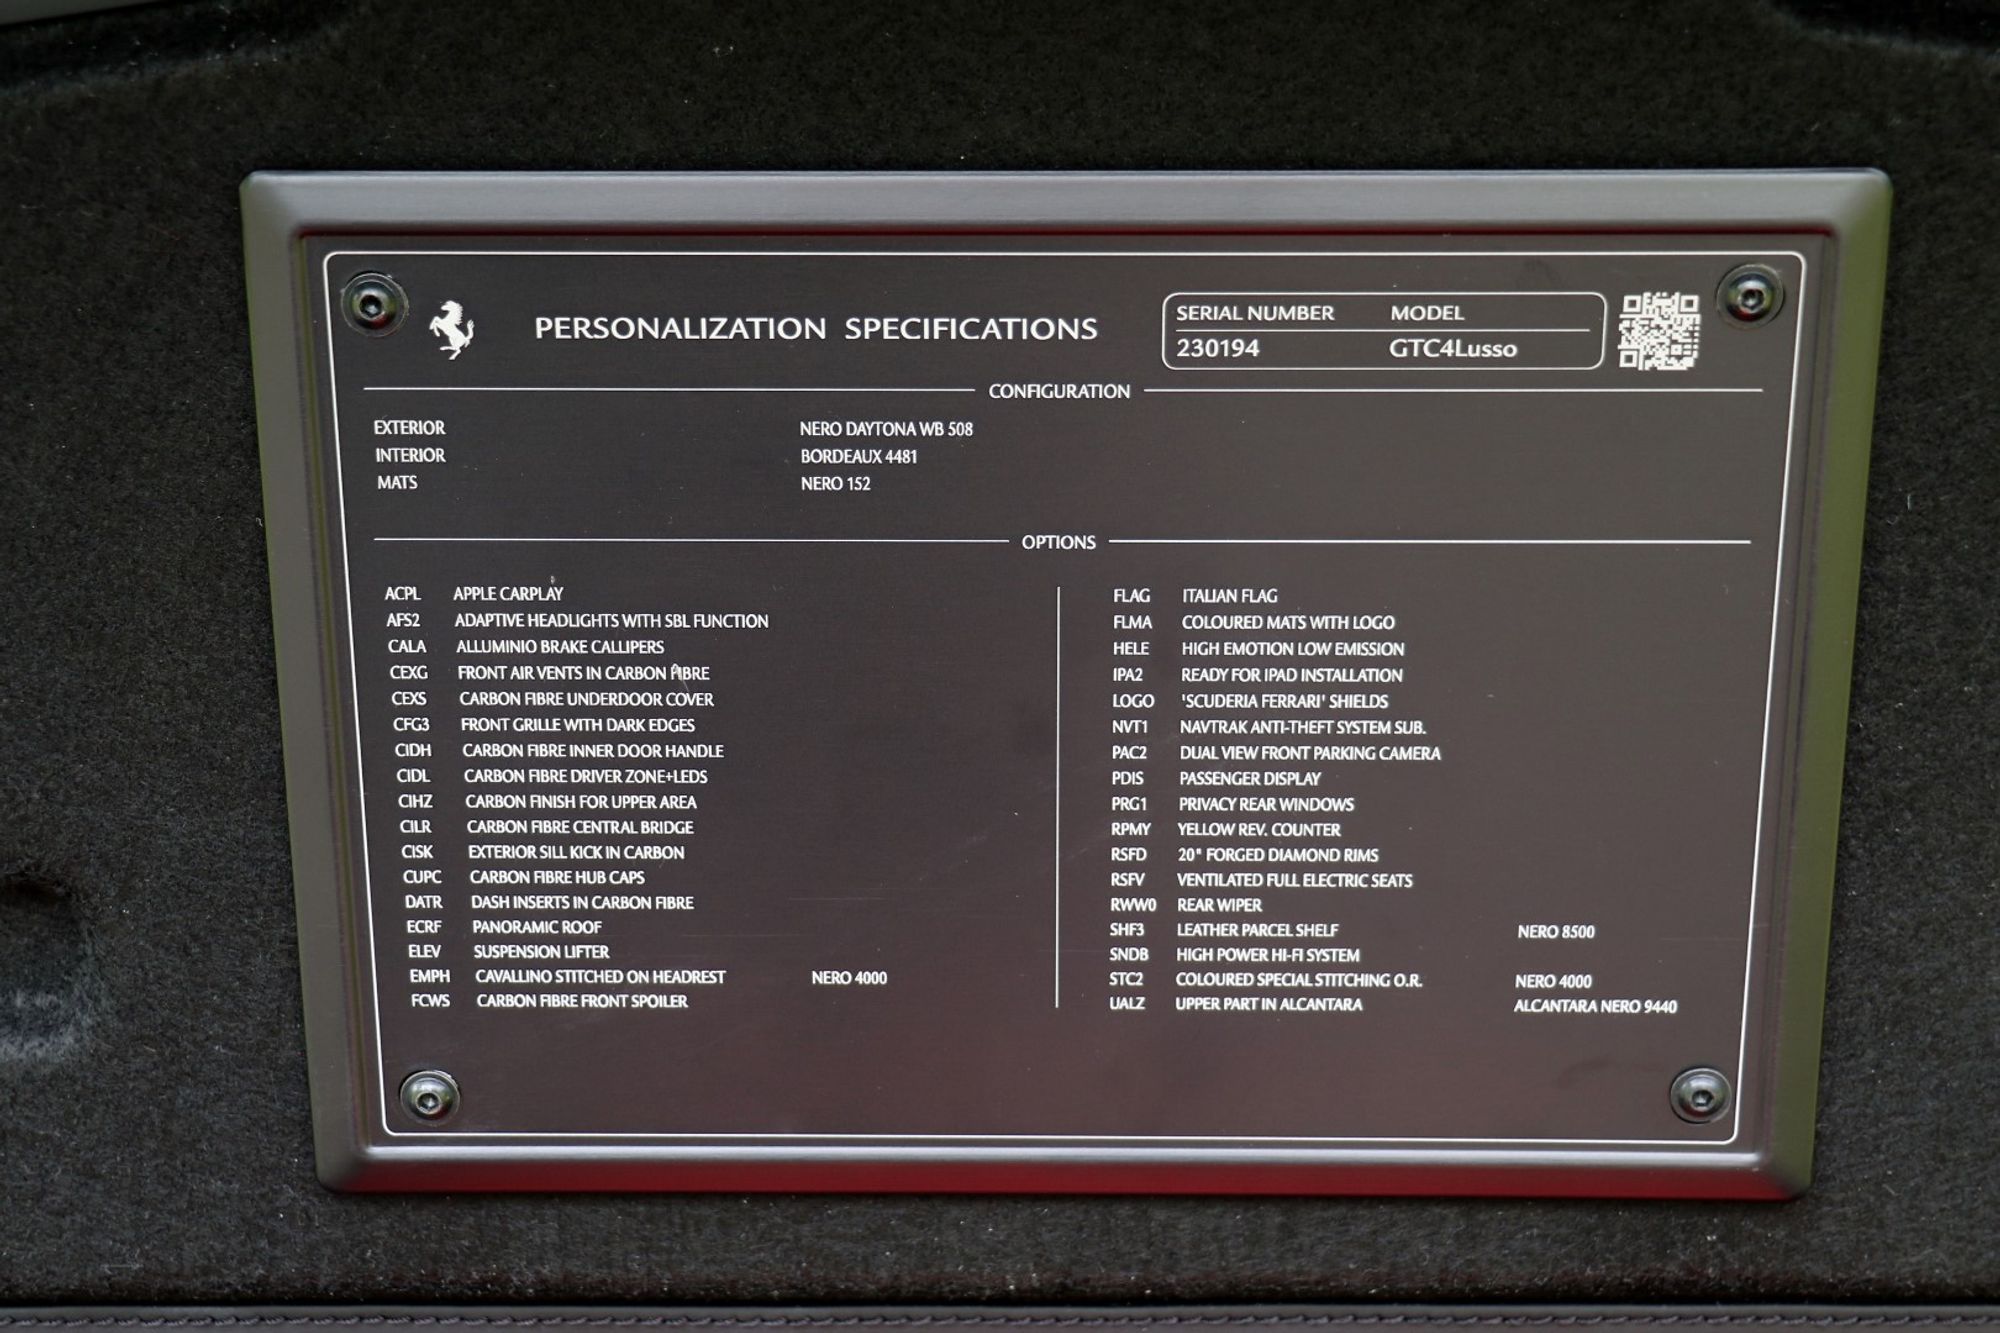 PERSONALIZATION SPECIFICATIONS
SERIAL NUMBER MODEL
230194 GTC4Lusso
CONFIGURATION
EXTERIOR NERO DAYTONA WB 508
INTERIOR BORDEAUX 4481
MATS NERO 152
OPTIONS
ACPL APPLE CARPLAY
AFS2 ADAPTIVE HEADLIGHTS WITH SBL FUNCTION
CALA ALLUMINIO BRAKE CALLIPERS
CEXG FRONT AIR VENTS IN CARBON FIBRE
CEXS CARBON FIBRE UNDERDOOR COVER
CFG3 FRONT GRILLE WITH DARK EDGES
CIDH CARBON FIBRE INNER DOOR HANDLE
CIDL CARBON FIBRE DRIVER ZONE+LEDS
CIHZ CARBON FINISH FOR UPPER AREA
CILR CARBON FIBRE CENTRAL BRIDGE
CISK EXTERIOR SILL KICK IN CARBON
CUPC CARBON FIBRE HUB CAPS
DATR DASH INSERTS IN CARBON FIBRE
ECRF PANORAMIC ROOF
ELEV SUSPENSION LIFTER
EMPH CAVALLINO STITCHED ON HEADREST NERO 4000
FCWS CARBON FIBRE FRONT SPOILER
FLAG ITALIAN FLAG
FLMA COLOURED MATS WITH LOGO
HELE HIGH EMOTION LOW EMISSION
IPA2 READY FOR IPAD INSTALLATION
LOGO 'SCUDERIA FERRARI' SHIELDS
NVT1 NAVTRAK ANTI-THEFT SYSTEM SUB.
PAC2 DUAL VIEW FRONT PARKING CAMERA
PDIS PASSENGER DISPLAY
PRG1 PRIVACY REAR WINDOWS
RPMY YELLOW REV. COUNTER
RSFD 20" FORGED DIAMOND RIMS
RSFV VENTILATED FULL ELECTRIC SEATS
RWW0 REAR WIPER
SHF3 LEATHER PARCEL SHELF NERO 8500
SNDB HIGH POWER HI-FI SYSTEM
STC2 COLOURED SPECIAL STITCHING O.R. NERO 4000
UALZ UPPER PART IN ALCANTARA ALCANTARA NERO 9440